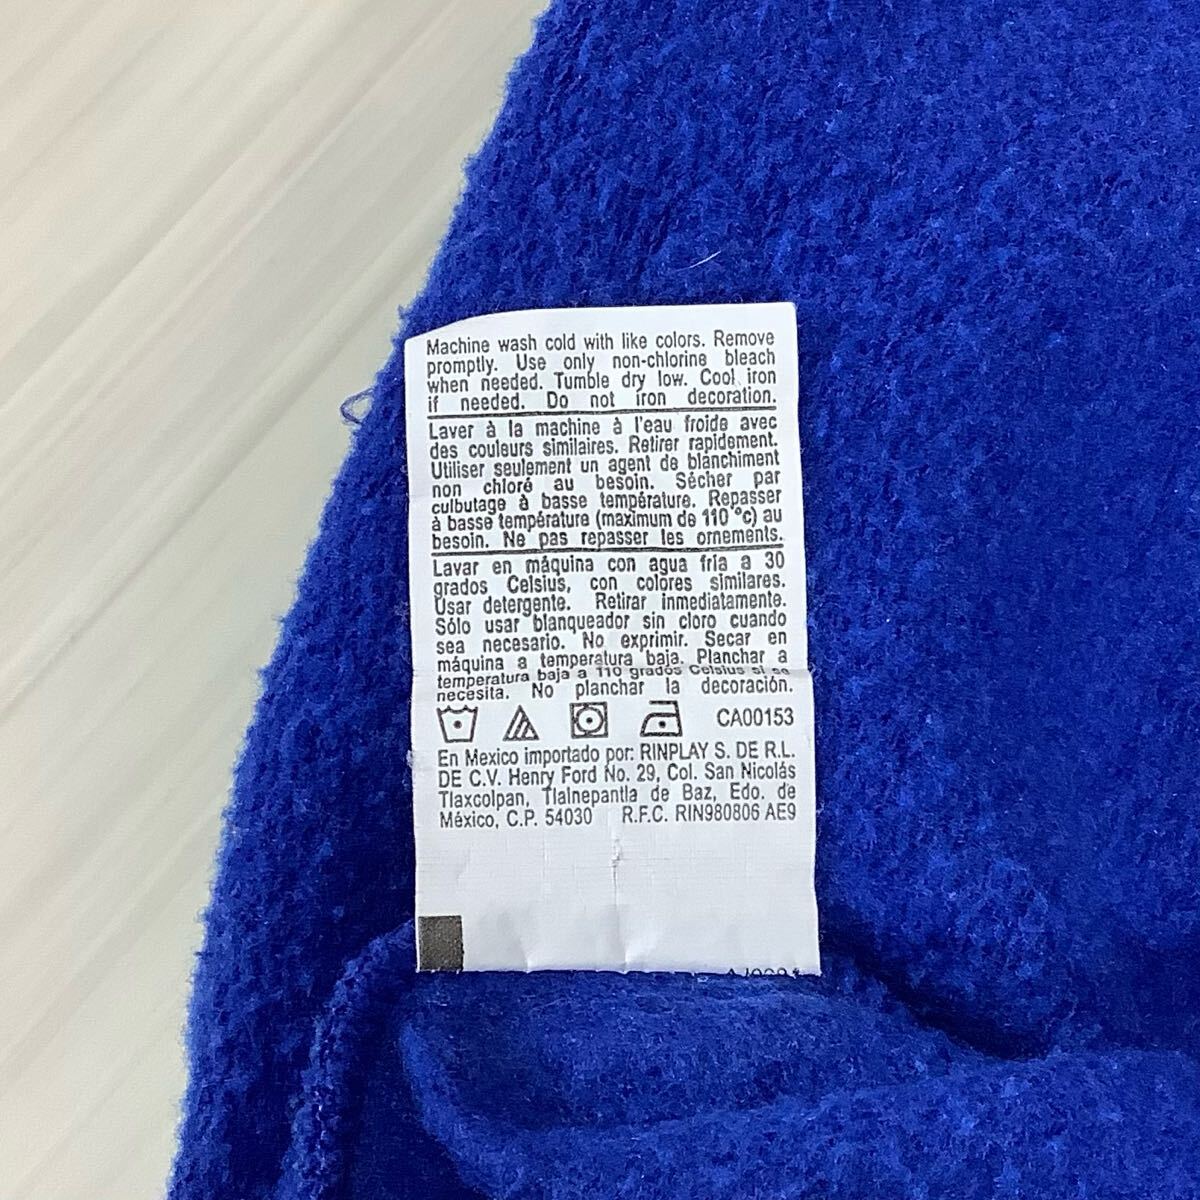 Machine wash cold with like colors. Remove
promptly. Use only non-chlorine bleach
when needed. Tumble dry low. Cool iron
if needed. Do not iron decoration.
Laver à la machine à l'eau froide avec
des couleurs similaires. Retirer rapidement.
Utiliser seulement un agent de blanchiment
non chloré au besoin. Sécher par
culbutage à basse température. Repasser
à basse température (maximum de 110 °c) au
besoin. Ne pas repasser les ornements.
Lavar en máquina con agua fria a 30
grados Celsius, con colores similares.
Usar detergente. Retirar inmediatamente.
Sólo usar blanqueador sin cloro cuando
sea necesario. No exprimir. Secar en
máquina a temperatura baja. Planchar a
temperatura baja a 110 grados Celsius si se
necesita. No planchar la decoración.
CA00153
En Mexico importado por: RINPLAY S. DE R.L.
DE C.V. Henry Ford No. 29, Col. San Nicolás
Tlaxcolpan, Tlalnepantla de Baz, Edo. de
México, C.P. 54030 R.F.C. RIN980806 AE9